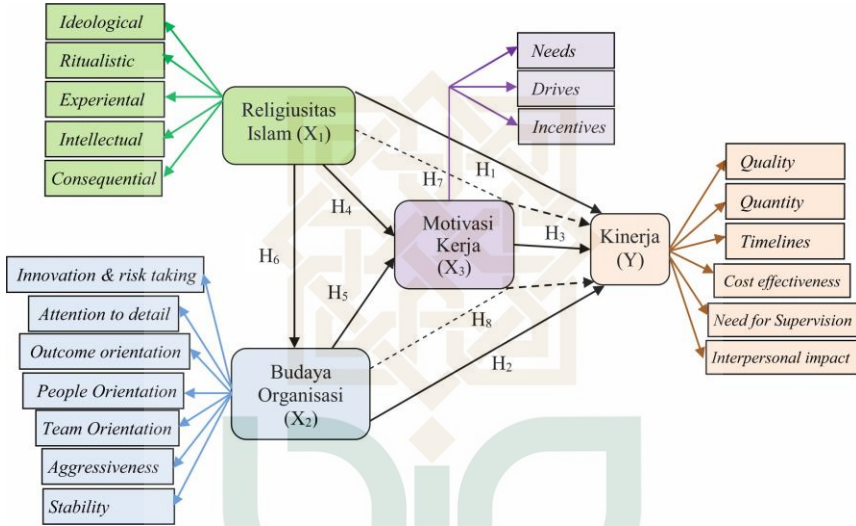 Ideological
Ritualistic
Experiental
Intellectual
Consequential
Religiusitas
Islam (X1)
Needs
Drives
Incentives
H1
H7
H4
H6
Motivasi
Kerja
(X3)
H3
Kinerja
(Y)
Quality
Quantity
Timelines
Cost effectiveness
Need for Supervision
Interpersonal impact
H5
H8
H2
Innovation & risk taking
Attention to detail
Outcome orientation
People Orientation
Team Orientation
Aggressiveness
Stability
Budaya
Organisasi
(X2)